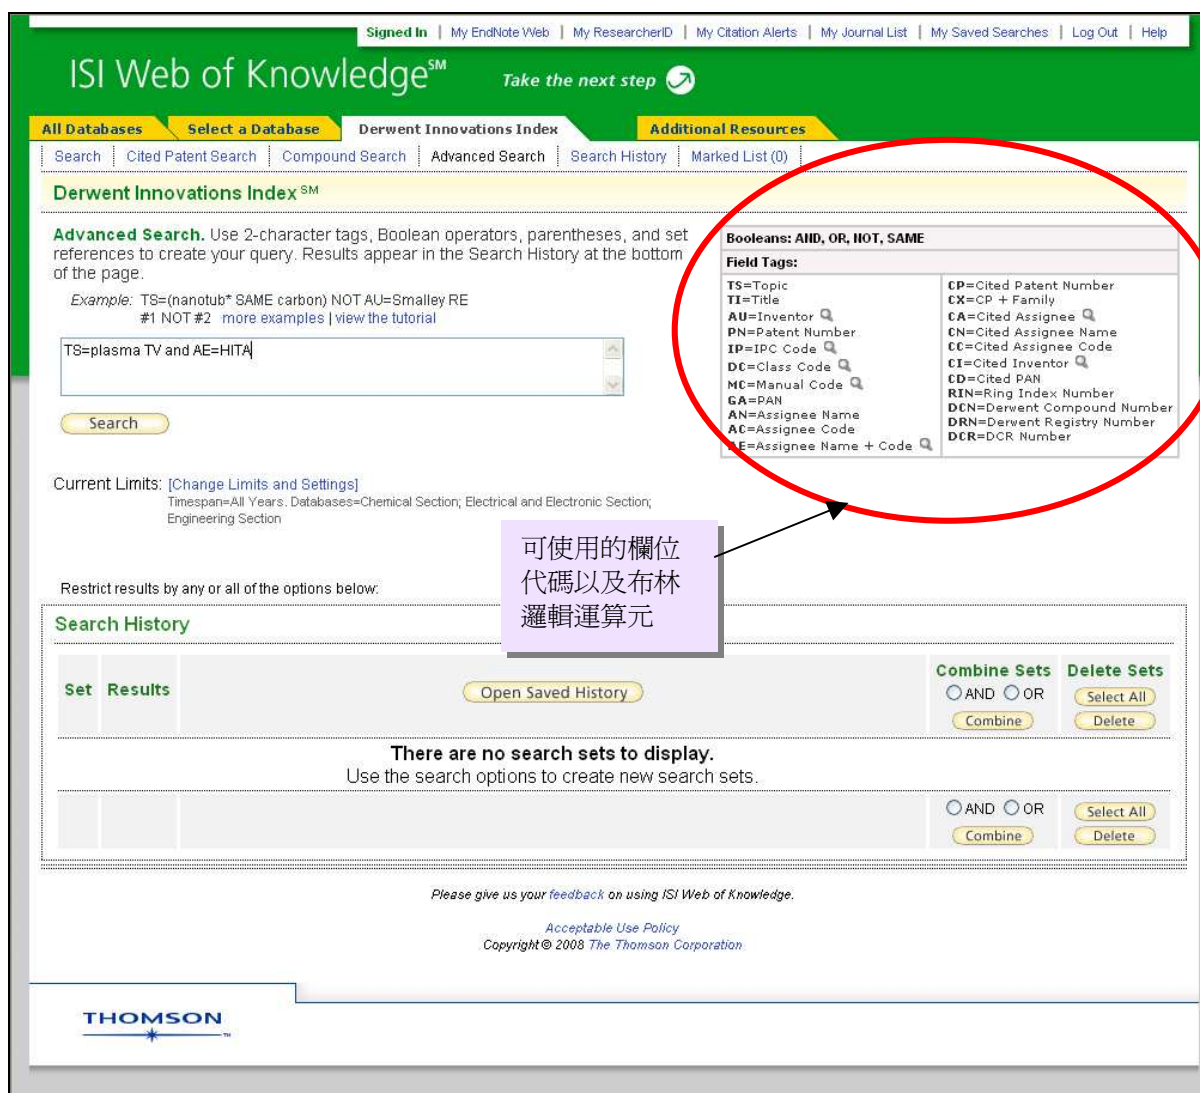 Signed In | My EndNote Web | My ResearcherID | My Citation Alerts | My Journal List | My Saved Searches | Log Out | Help
ISI Web of Knowledge℠ Take the next step
All Databases Select a Database Derwent Innovations Index Additional Resources
Search Cited Patent Search Compound Search Advanced Search Search History Marked List (0)
Derwent Innovations Index℠
Advanced Search. Use 2-character tags, Boolean operators, parentheses, and set
references to create your query. Results appear in the Search History at the bottom
of the page.
Example: TS=(nanotub* SAME carbon) NOT AU=Smalley RE
#1 NOT #2 more examples | view the tutorial
TS=plasma TV and AE=HITA
Search
Booleans: AND, OR, NOT, SAME
Field Tags:
TS=Topic
TI=Title
AU=Inventor
PN=Patent Number
IP=IPC Code
DC=Class Code
MC=Manual Code
GA=PAN
AN=Assignee Name
AC=Assignee Code
AE=Assignee Name + Code
CP=Cited Patent
Number
CX=CP + Family
CA=Cited Assignee
CN=Cited Assignee Name
CC=Cited Assignee Code
CI=Cited Inventor
CD=Cited PAN
RIN=Ring Index Number
DCN=Derwent Compound Number
DRN=Derwent Registry Number
DCR=DCR Number
Current Limits: [Change Limits and Settings]
Timespan=All Years. Databases=Chemical Section; Electrical and Electronic Section;
Engineering Section
可使用的欄位
代碼以及布林
邏輯運算元
Restrict results by any or all of the options below:
Search History
Set Results Open Saved History
Combine Sets Delete Sets
AND OR Select All
Combine Delete
There are no search sets to display.
Use the search options to create new search sets.
AND OR Select All
Combine Delete
Please give us your feedback on using ISI Web of Knowledge.
Acceptable Use Policy
Copyright © 2008 The Thomson Corporation
THOMSON
™